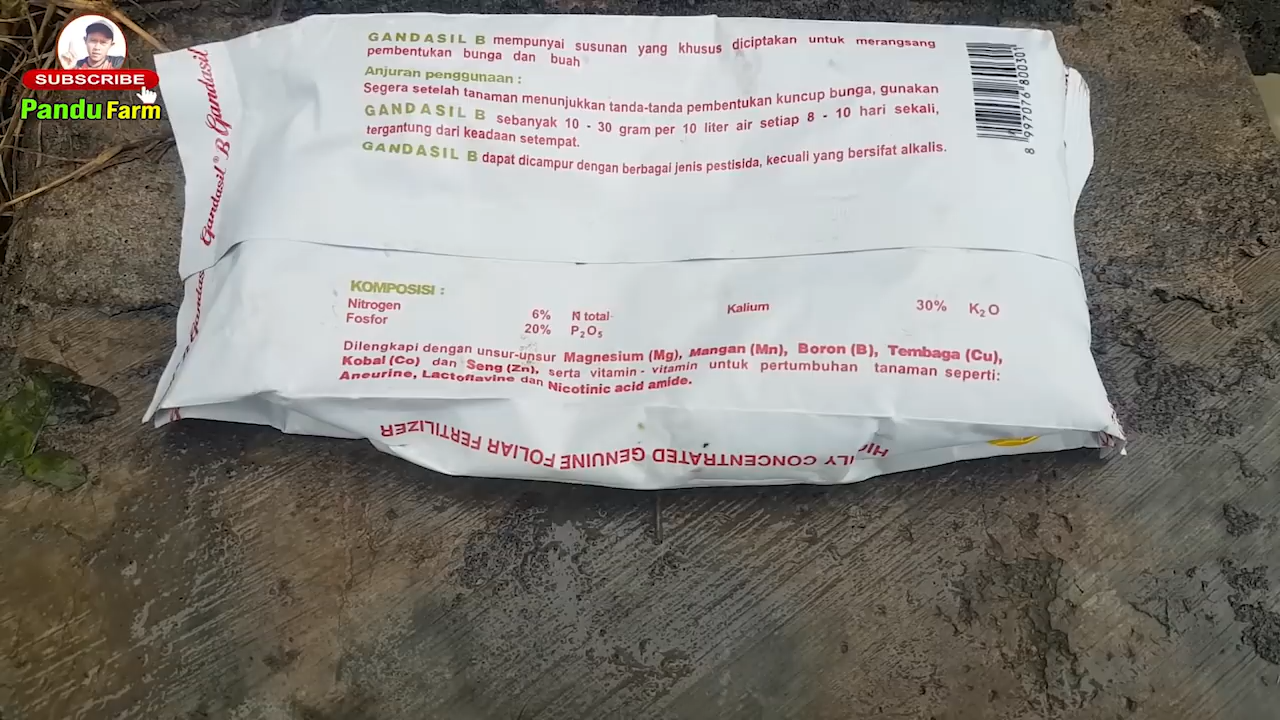 SUBSCRIBE
Pandu Farm
Gandasil® B Gandasil
GANDASIL B mempunyai susunan yang khusus diciptakan untuk merangsang
pembentukan bunga dan buah
Anjuran penggunaan :
Segera setelah tanaman menunjukkan tanda-tanda pembentukan kuncup bunga, gunakan
GANDASIL B sebanyak 10 - 30 gram per 10 liter air setiap 8 - 10 hari sekali,
tergantung dari keadaan setempat.
GANDASIL B dapat dicampur dengan berbagai jenis pestisida, kecuali yang bersifat alkalis.
8 997076 800301
KOMPOSISI :
Nitrogen 6% N total Kalium 30% K₂O
Fosfor 20% P₂O₅
Dilengkapi dengan unsur-unsur Magnesium (Mg), Mangan (Mn), Boron (B), Tembaga (Cu),
Kobal (Co) dan Seng (Zn), serta vitamin - vitamin untuk pertumbuhan tanaman seperti:
Aneurine, Lactoflavine dan Nicotinic acid amide.
CONCENTRATED GENUINE FOLIAR FERTILIZER